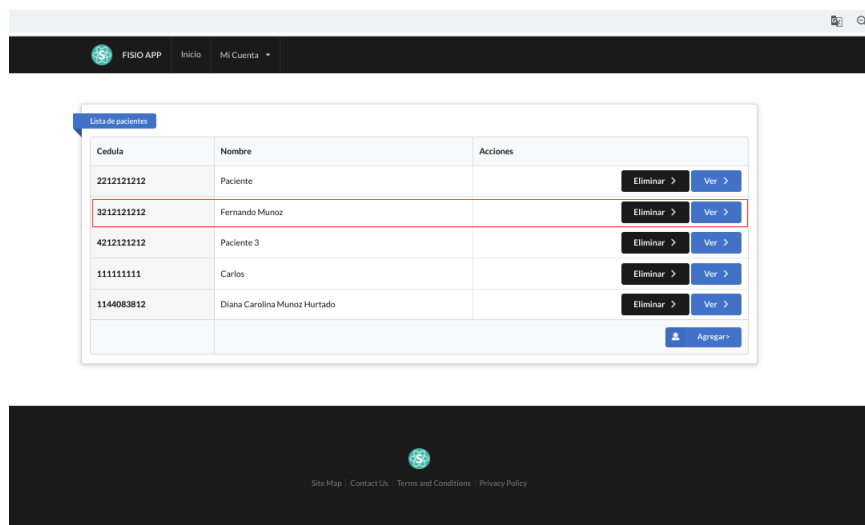 FISIO APP Inicio Mi Cuenta
Lista de pacientes
Cedula Nombre Acciones
2212121212 Paciente Eliminar Ver
3212121212 Fernando Munoz Eliminar Ver
4212121212 Paciente 3 Eliminar Ver
111111111 Carlos Eliminar Ver
1144083812 Diana Carolina Munoz Hurtado Eliminar Ver
Agregar>
S
Site Map | Contact Us | Terms and Conditions | Privacy Policy